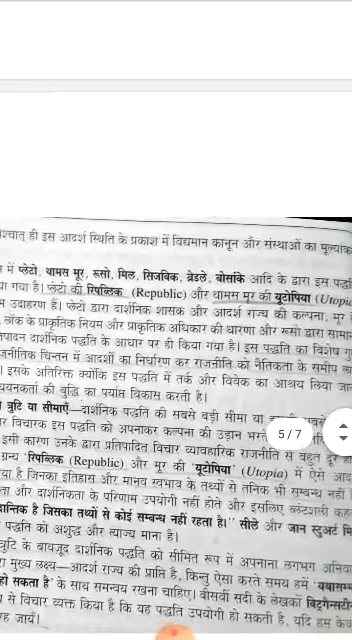 श्चात् ही इस आदर्श स्थिति के प्रकाश में विद्यमान कानून और संस्थाओं का मूल्यांक
में प्लेटो, थामस मूर, रूसो, मिल, सिजविक, ब्रेडले, बोसांके आदि के द्वारा इस पद्ध
या गया है। प्लेटो की रिपब्लिक (Republic) और थामस मूर की यूटोपिया (Utopia
उदाहरण हैं। प्लेटो द्वारा दार्शनिक शासक और आदर्श राज्य की कल्पना, मूर
लॉक के प्राकृतिक नियम और प्राकृतिक अधिकार की धारणा और रूसो द्वारा सामान
तिपादन दार्शनिक पद्धति के आधार पर ही किया गया है। इस पद्धति का विशेष गु
जनीतिक चिन्तन में आदर्शों का निर्धारण कर राजनीति को नैतिकता के समीप ला
। इसके अतिरिक्त क्योंकि इस पद्धति में तर्क और विवेक का आश्रय लिया जात
ययनकर्ता की बुद्धि का पर्याप्त विकास करती है।
त्रुटि या सीमाएँ—दार्शनिक पद्धति की सबसे बड़ी सीमा या
र विचारक इस पद्धति को अपनाकर कल्पना की उड़ान भरते
5 / 7
इसी कारण उनके द्वारा प्रतिपादित विचार व्यावहारिक राजनीति से बहुत दूर हो
ग्रन्थ 'रिपब्लिक (Republic) और मूर की 'यूटोपिया' (Utopia) में ऐसे आद
या है जिनका इतिहास और मानव स्वभाव के तथ्यों से तनिक भी सम्बन्ध नहीं
ता और दार्शनिकता के परिणाम उपयोगी नहीं होते और इसलिए ब्लंटशली कह
दान्तिक है जिसका तथ्यों से कोई सम्बन्ध नहीं रहता है।'' सीले और जान स्टुअर्ट मि
पद्धति को अशुद्ध और त्याज्य माना है।
त्रुटि के बावजूद दार्शनिक पद्धति को सीमित रूप में अपनाना लगभग अनिवा
मुख्य लक्ष्य—आदर्श राज्य की प्राप्ति है, किन्तु ऐसा करते समय हमें
हो सकता है' के साथ समन्वय रखना चाहिए। बीसवीं सदी के लेखकों
से विचार व्यक्त किया है कि यह पद्धति उपयोगी हो सकती है, यदि हम केव
रह जायें।